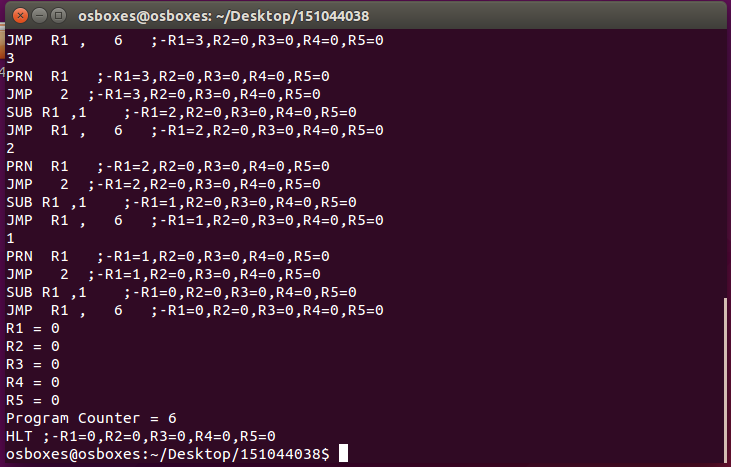 osboxes@osboxes: ~/Desktop/151044038
JMP  R1 ,   6   ;-R1=3,R2=0,R3=0,R4=0,R5=0
3
PRN  R1   ;-R1=3,R2=0,R3=0,R4=0,R5=0
JMP   2  ;-R1=3,R2=0,R3=0,R4=0,R5=0
SUB R1 ,1    ;-R1=2,R2=0,R3=0,R4=0,R5=0
JMP  R1 ,   6   ;-R1=2,R2=0,R3=0,R4=0,R5=0
2
PRN  R1   ;-R1=2,R2=0,R3=0,R4=0,R5=0
JMP   2  ;-R1=2,R2=0,R3=0,R4=0,R5=0
SUB R1 ,1    ;-R1=1,R2=0,R3=0,R4=0,R5=0
JMP  R1 ,   6   ;-R1=1,R2=0,R3=0,R4=0,R5=0
1
PRN  R1   ;-R1=1,R2=0,R3=0,R4=0,R5=0
JMP   2  ;-R1=1,R2=0,R3=0,R4=0,R5=0
SUB R1 ,1    ;-R1=0,R2=0,R3=0,R4=0,R5=0
JMP  R1 ,   6   ;-R1=0,R2=0,R3=0,R4=0,R5=0
R1 = 0
R2 = 0
R3 = 0
R4 = 0
R5 = 0
Program Counter = 6
HLT ;-R1=0,R2=0,R3=0,R4=0,R5=0
osboxes@osboxes:~/Desktop/151044038$